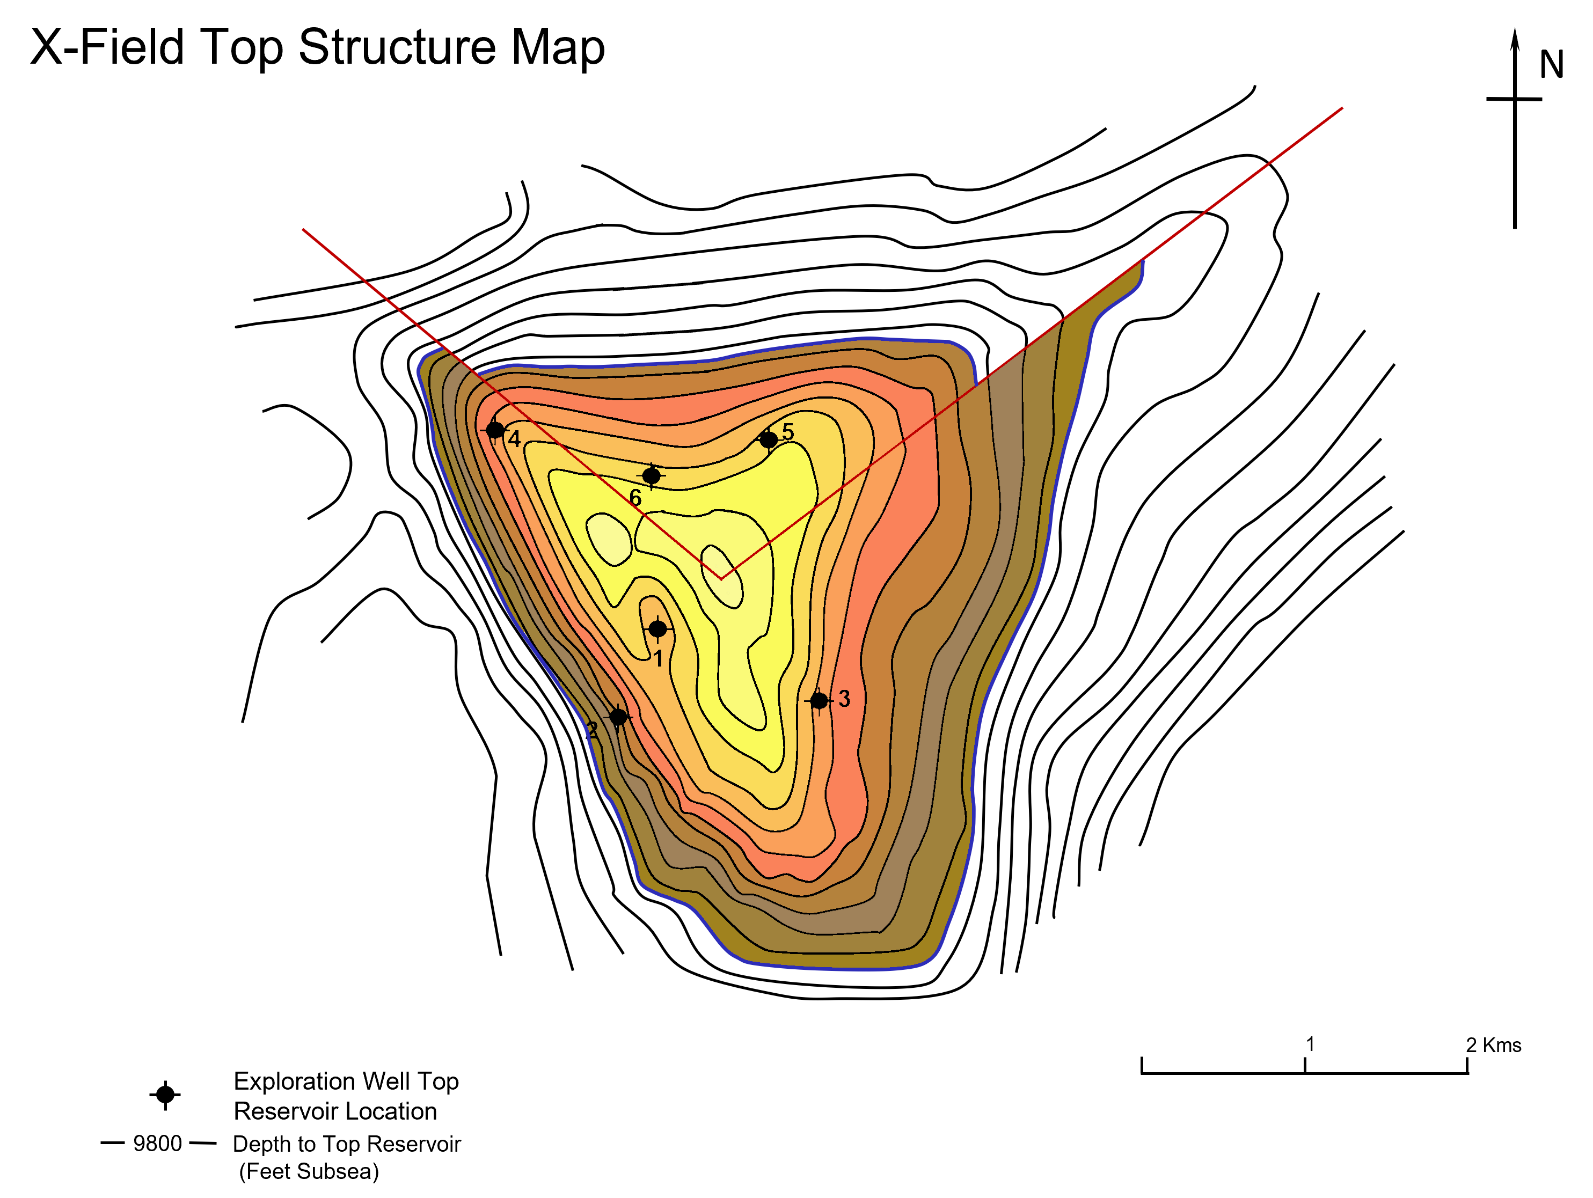 X-Field Top Structure Map
N
4
5
6
1
2
3
1
2 Kms
Exploration Well Top
Reservoir Location
9800
Depth to Top Reservoir
(Feet Subsea)